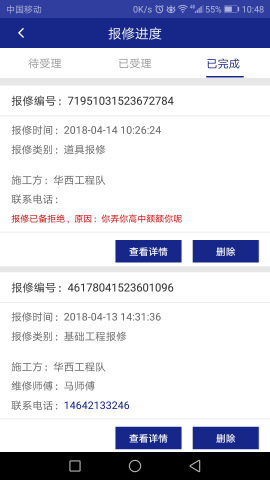 中国移动 0K/s 55% 10:48
报修进度
待受理 已受理 已完成
报修编号：71951031523672784
报修时间：2018-04-14 10:26:24
报修类别：道具报修
施工方：华西工程队
联系电话：
报修已备拒绝，原因：你弄你高中额额你呢
查看详情 删除
报修编号：46178041523601096
报修时间：2018-04-13 14:31:36
报修类别：基础工程报修
施工方：华西工程队
维修师傅：马师傅
联系电话：14642133246
查看详情 删除